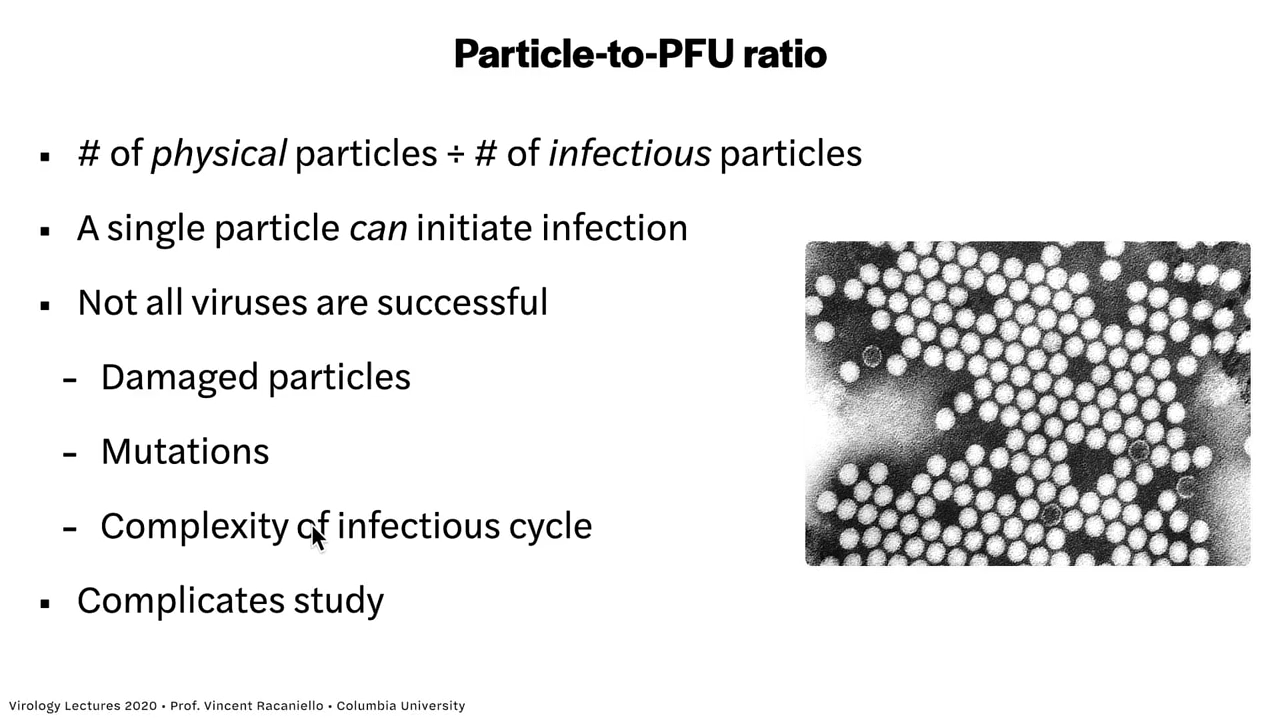 Particle-to-PFU ratio
▪ # of physical particles ÷ # of infectious particles
▪ A single particle can initiate infection
▪ Not all viruses are successful
- Damaged particles
- Mutations
- Complexity of infectious cycle
▪ Complicates study
Virology Lectures 2020 • Prof. Vincent Racaniello • Columbia University